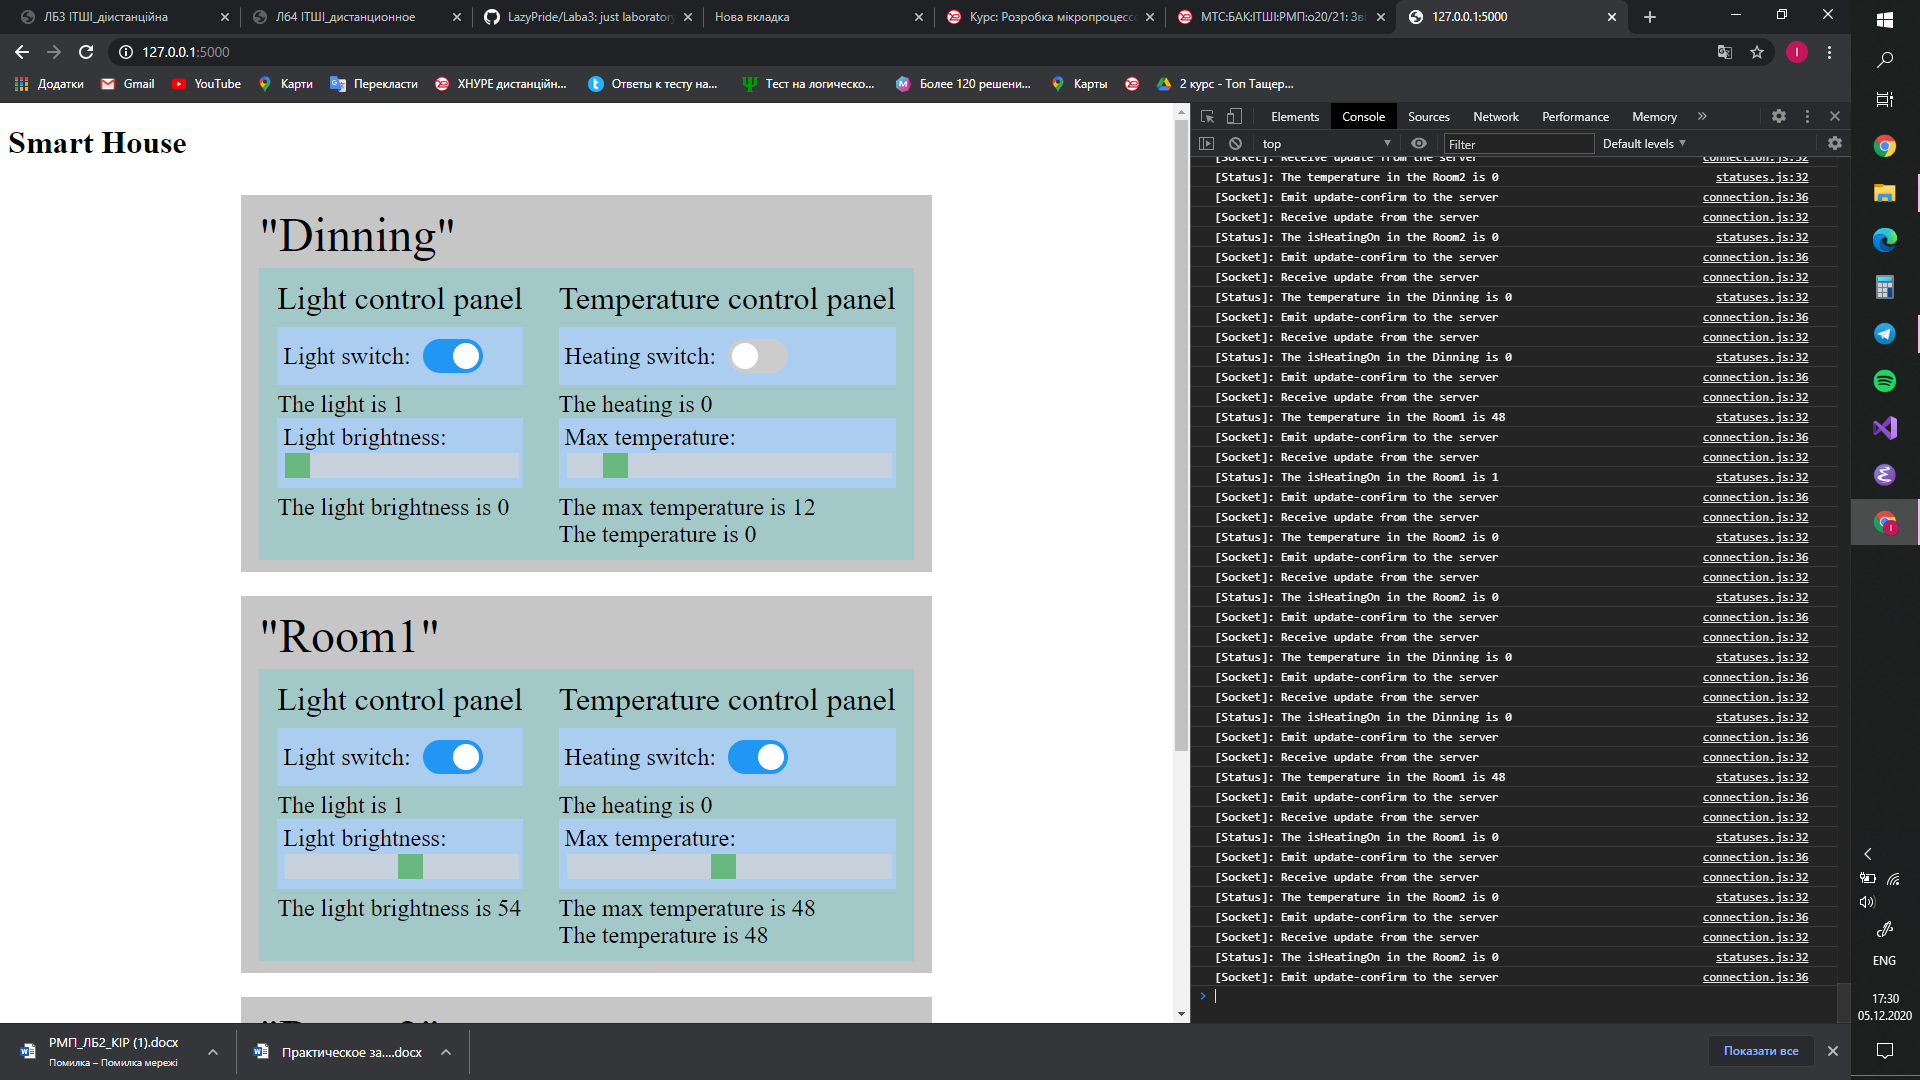 ЛБ3 ІТШІ_діистанційна
Л64 ІТШІ_дистанционное
LazyPride/Laba3: just laborator
Нова вкладка
Курс: Розробка мікропроцесс
МТС:БАК:ІТШІ:РМП:о20/21: Зві
127.0.0.1:5000
127.0.0.1:5000
I
Додатки
Gmail
YouTube
Карти
Перекласти
ХНУРЕ дистанційн...
Ответы к тесту на...
Тест на логическо...
Более 120 решени...
Карты
2 курс - Топ Тащер...
Smart House
"Dinning"
Light control panel
Temperature control panel
Light switch:
Heating switch:
The light is 1
The heating is 0
Light brightness:
Max temperature:
The light brightness is 0
The max temperature is 12
The temperature is 0
"Room1"
Light control panel
Temperature control panel
Light switch:
Heating switch:
The light is 1
The heating is 0
Light brightness:
Max temperature:
The light brightness is 54
The max temperature is 48
The temperature is 48
Elements
Console
Sources
Network
Performance
Memory
top
Filter
Default levels
[Socket]: Receive update from the server connection.js:32
[Status]: The temperature in the Room2 is 0 statuses.js:32
[Socket]: Emit update-confirm to the server connection.js:36
[Socket]: Receive update from the server connection.js:32
[Status]: The isHeatingOn in the Room2 is 0 statuses.js:32
[Socket]: Emit update-confirm to the server connection.js:36
[Socket]: Receive update from the server connection.js:32
[Status]: The temperature in the Dinning is 0 statuses.js:32
[Socket]: Emit update-confirm to the server connection.js:36
[Socket]: Receive update from the server connection.js:32
[Status]: The isHeatingOn in the Dinning is 0 statuses.js:32
[Socket]: Emit update-confirm to the server connection.js:36
[Socket]: Receive update from the server connection.js:32
[Status]: The temperature in the Room1 is 48 statuses.js:32
[Socket]: Emit update-confirm to the server connection.js:36
[Socket]: Receive update from the server connection.js:32
[Status]: The isHeatingOn in the Room1 is 1 statuses.js:32
[Socket]: Emit update-confirm to the server connection.js:36
[Socket]: Receive update from the server connection.js:32
[Status]: The temperature in the Room2 is 0 statuses.js:32
[Socket]: Emit update-confirm to the server connection.js:36
[Socket]: Receive update from the server connection.js:32
[Status]: The isHeatingOn in the Room2 is 0 statuses.js:32
[Socket]: Emit update-confirm to the server connection.js:36
[Socket]: Receive update from the server connection.js:32
[Status]: The temperature in the Dinning is 0 statuses.js:32
[Socket]: Emit update-confirm to the server connection.js:36
[Socket]: Receive update from the server connection.js:32
[Status]: The isHeatingOn in the Dinning is 0 statuses.js:32
[Socket]: Emit update-confirm to the server connection.js:36
[Socket]: Receive update from the server connection.js:32
[Status]: The temperature in the Room1 is 48 statuses.js:32
[Socket]: Emit update-confirm to the server connection.js:36
[Socket]: Receive update from the server connection.js:32
[Status]: The isHeatingOn in the Room1 is 0 statuses.js:32
[Socket]: Emit update-confirm to the server connection.js:36
[Socket]: Receive update from the server connection.js:32
[Status]: The temperature in the Room2 is 0 statuses.js:32
[Socket]: Emit update-confirm to the server connection.js:36
[Socket]: Receive update from the server connection.js:32
[Status]: The isHeatingOn in the Room2 is 0 statuses.js:32
[Socket]: Emit update-confirm to the server connection.js:36
ENG
17:30
05.12.2020
РМП_ЛБ2_КІР (1).docx
Помилка – Помилка мережі
Практическое за....docx
Показати все